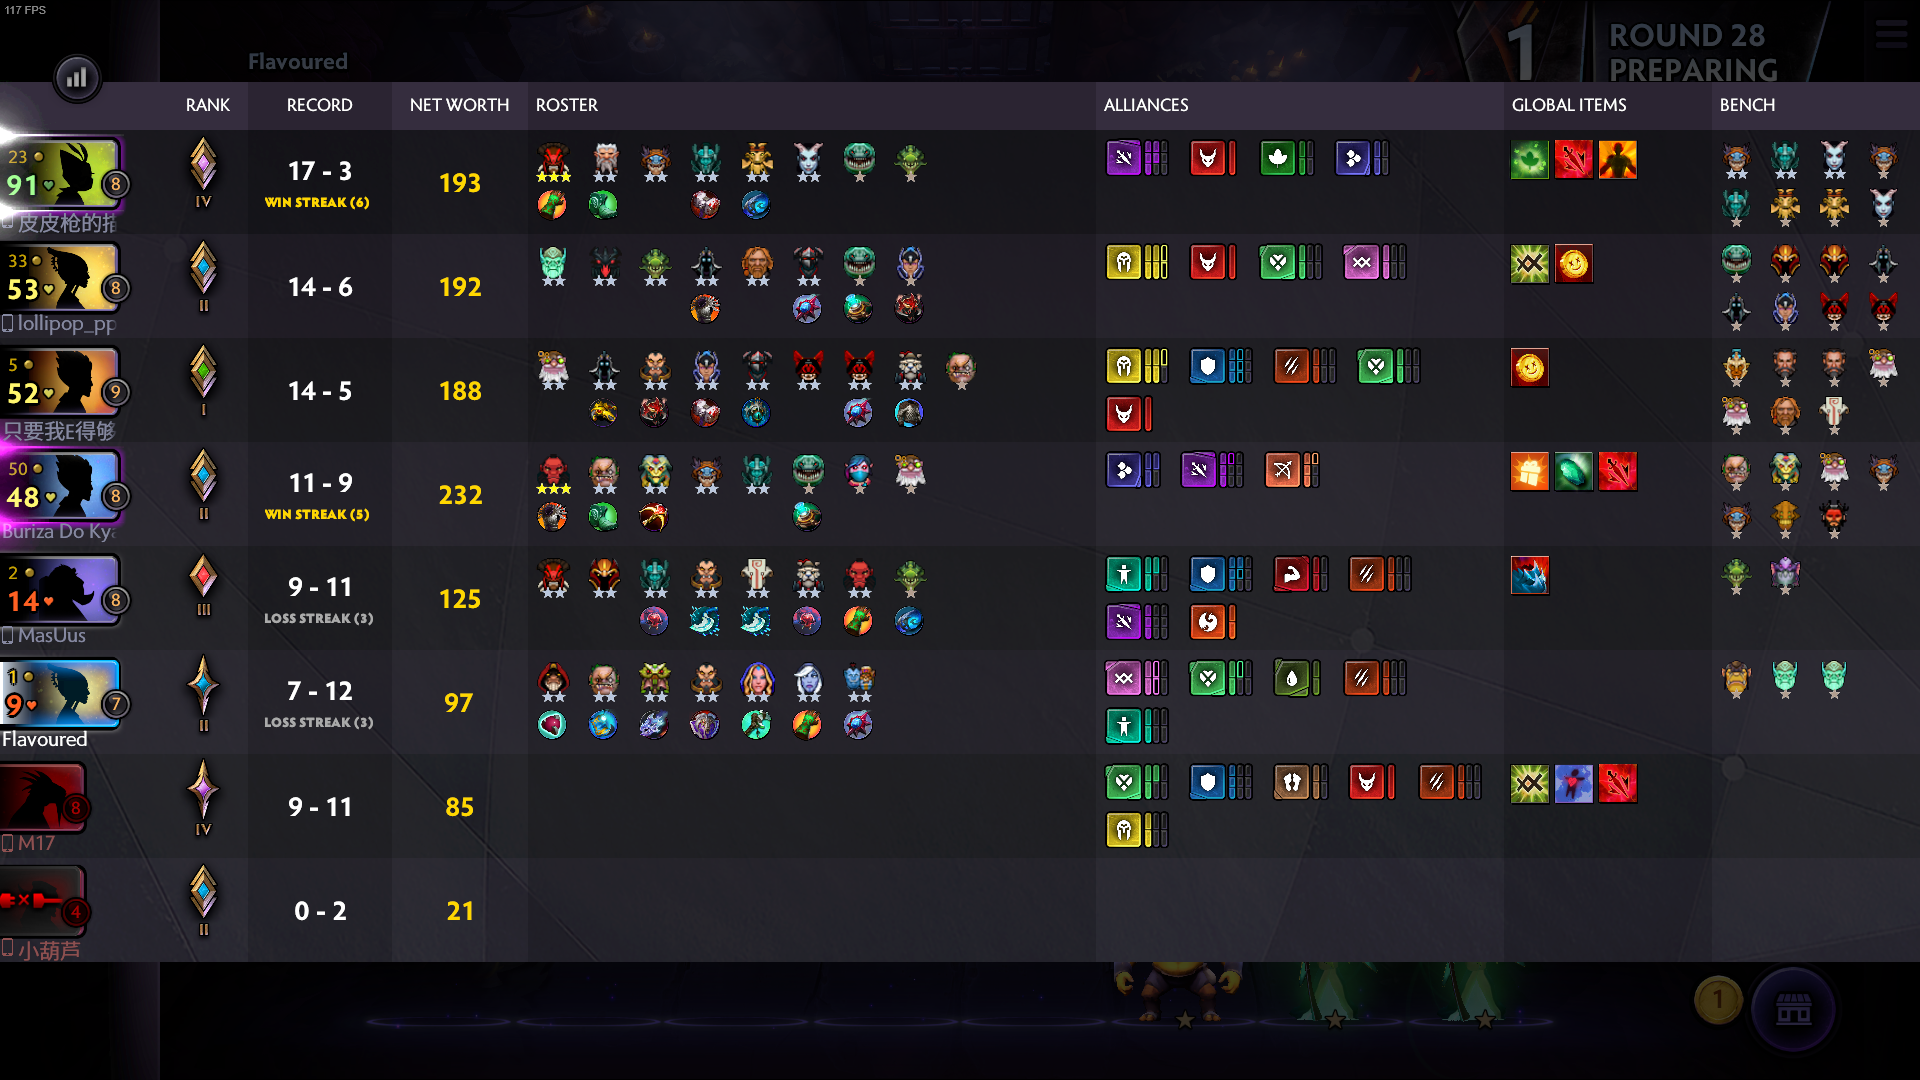 117 FPS
Flavoured
1
ROUND 28
PREPARING
RANK
RECORD
NET WORTH
ROSTER
ALLIANCES
GLOBAL ITEMS
BENCH
23
91
8
皮皮枪的
IV
17 - 3
WIN STREAK (6)
193
33
53
8
lollipop_pp
II
14 - 6
192
5
52
9
只要我E得够
I
14 - 5
188
50
48
8
Buriza Do Ky
II
11 - 9
WIN STREAK (5)
232
2
14
8
MasUus
III
9 - 11
LOSS STREAK (3)
125
1
9
7
Flavoured
II
7 - 12
LOSS STREAK (3)
97
8
M17
IV
9 - 11
85
4
小葫芦
II
0 - 2
21
1